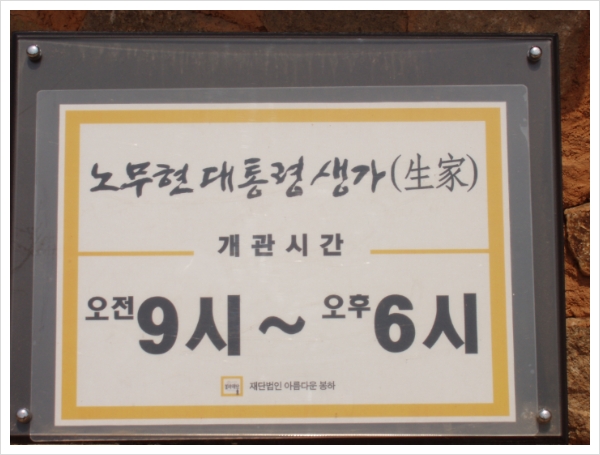 노무현 대통령 생가(生家)
개관시간
오전 9시 ~ 오후 6시
재단법인 아름다운 봉하